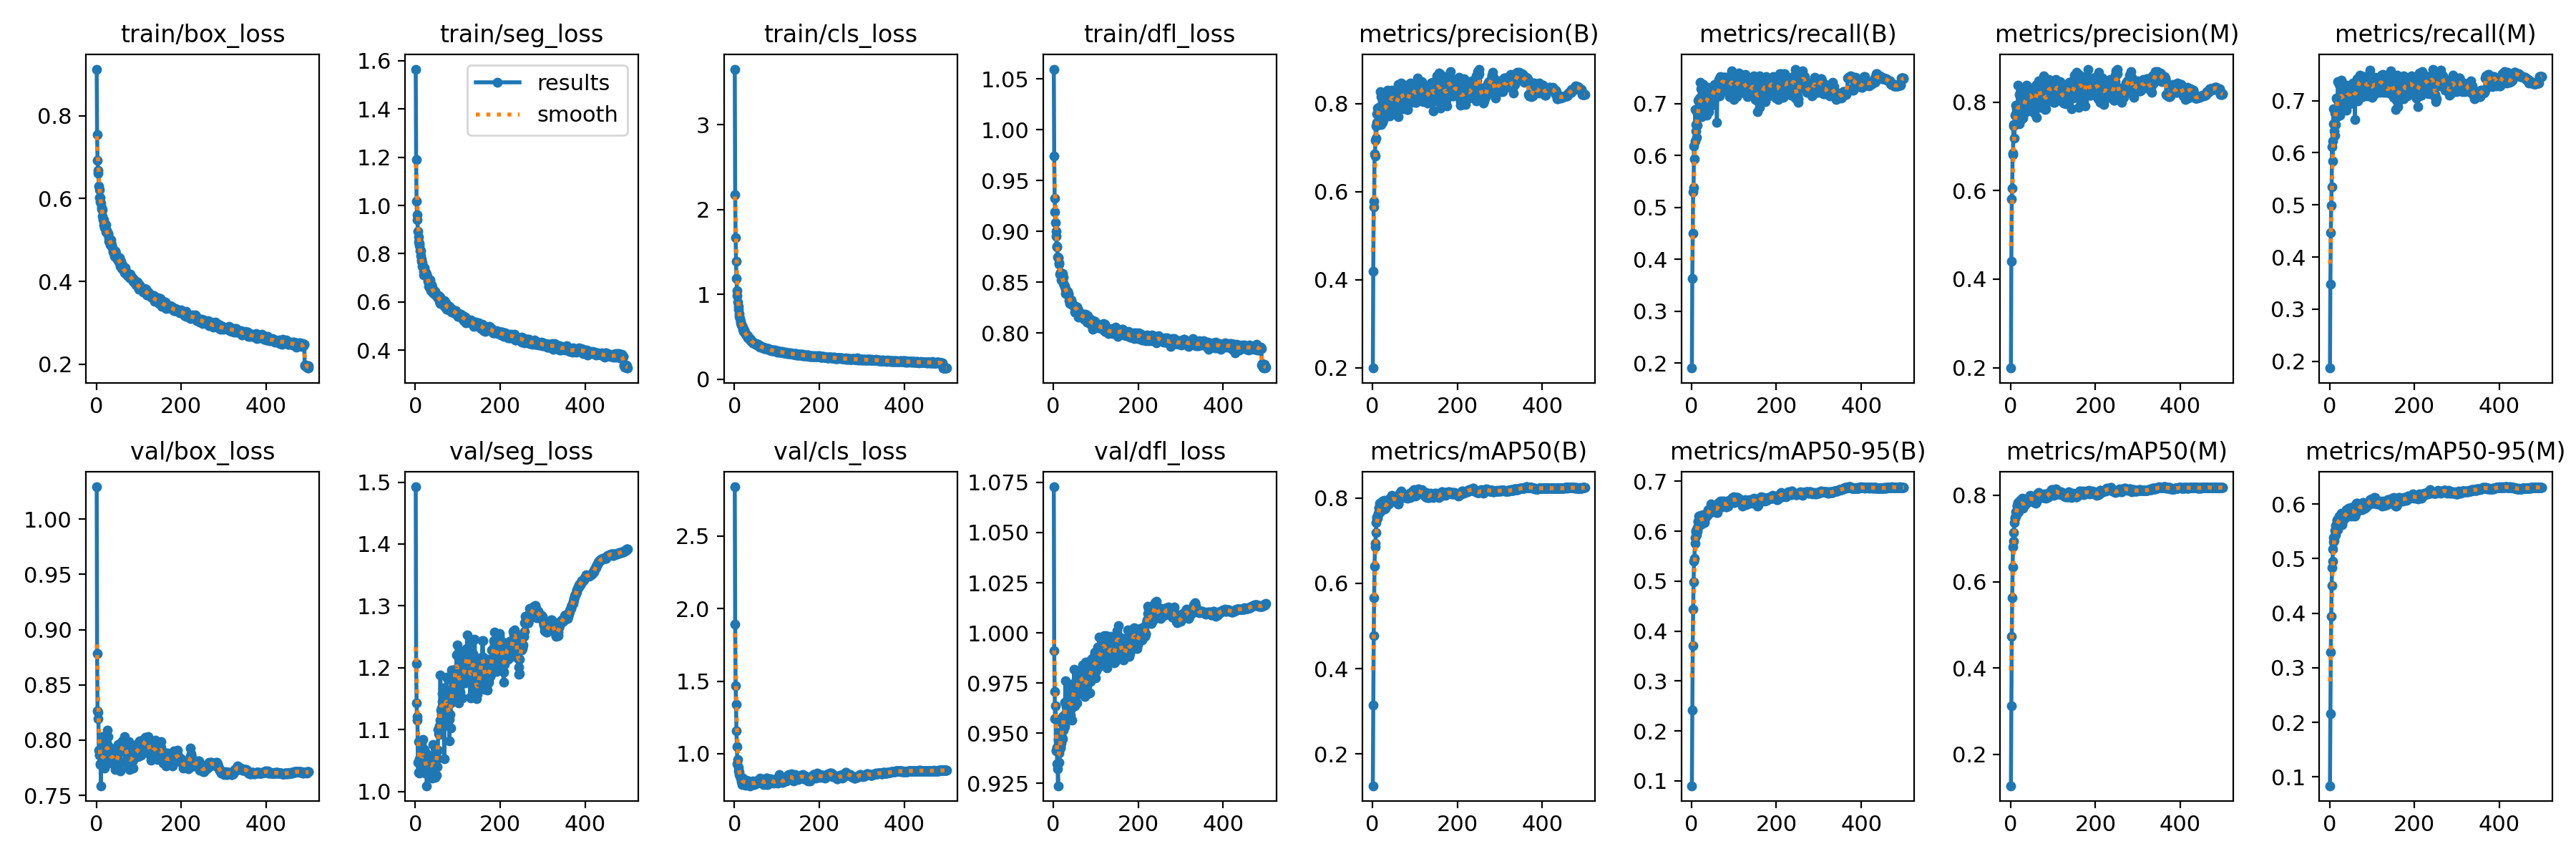 train/box_loss
0.8
0.6
0.4
0.2
0 200 400
train/seg_loss
results
smooth
1.6
1.4
1.2
1.0
0.8
0.6
0.4
0 200 400
train/cls_loss
3
2
1
0
0 200 400
train/dfl_loss
1.05
1.00
0.95
0.90
0.85
0.80
0 200 400
metrics/precision(B)
0.8
0.6
0.4
0.2
0 200 400
metrics/recall(B)
0.7
0.6
0.5
0.4
0.3
0.2
0 200 400
metrics/precision(M)
0.8
0.6
0.4
0.2
0 200 400
metrics/recall(M)
0.7
0.6
0.5
0.4
0.3
0.2
0 200 400
val/box_loss
1.00
0.95
0.90
0.85
0.80
0.75
0 200 400
val/seg_loss
1.5
1.4
1.3
1.2
1.1
1.0
0 200 400
val/cls_loss
2.5
2.0
1.5
1.0
0 200 400
val/dfl_loss
1.075
1.050
1.025
1.000
0.975
0.950
0.925
0 200 400
metrics/mAP50(B)
0.8
0.6
0.4
0.2
0 200 400
metrics/mAP50-95(B)
0.7
0.6
0.5
0.4
0.3
0.2
0.1
0 200 400
metrics/mAP50(M)
0.8
0.6
0.4
0.2
0 200 400
metrics/mAP50-95(M)
0.6
0.5
0.4
0.3
0.2
0.1
0 200 400